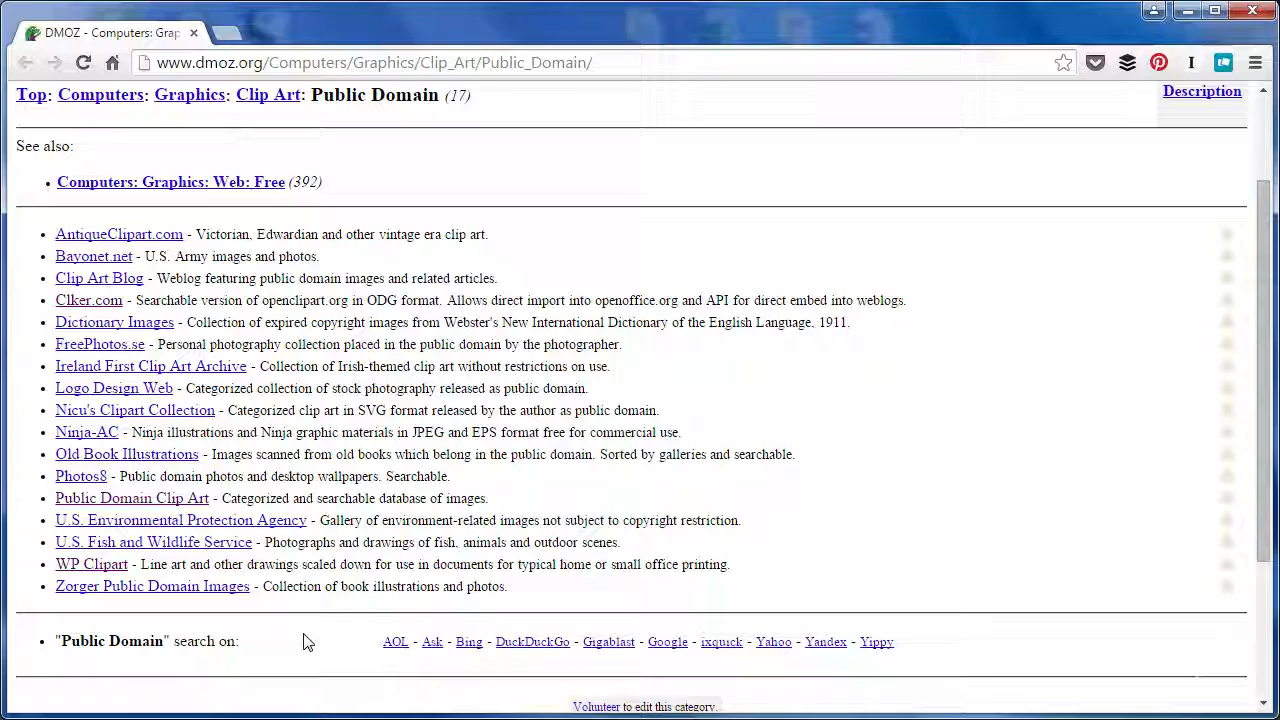 DMOZ - Computers: Grap
www.dmoz.org/Computers/Graphics/Clip_Art/Public_Domain/
Top: Computers: Graphics: Clip Art: Public Domain (17)
Description
See also:
Computers: Graphics: Web: Free (392)
AntiqueClipart.com - Victorian, Edwardian and other vintage era clip art.
Bayonet.net - U.S. Army images and photos.
Clip Art Blog - Weblog featuring public domain images and related articles.
Clker.com - Searchable version of openclipart.org in ODG format. Allows direct import into openoffice.org and API for direct embed into weblogs.
Dictionary Images - Collection of expired copyright images from Webster's New International Dictionary of the English Language, 1911.
FreePhotos.se - Personal photography collection placed in the public domain by the photographer.
Ireland First Clip Art Archive - Collection of Irish-themed clip art without restrictions on use.
Logo Design Web - Categorized collection of stock photography released as public domain.
Nicu's Clipart Collection - Categorized clip art in SVG format released by the author as public domain.
Ninja-AC - Ninja illustrations and Ninja graphic materials in JPEG and EPS format free for commercial use.
Old Book Illustrations - Images scanned from old books which belong in the public domain. Sorted by galleries and searchable.
Photos8 - Public domain photos and desktop wallpapers. Searchable.
Public Domain Clip Art - Categorized and searchable database of images.
U.S. Environmental Protection Agency - Gallery of environment-related images not subject to copyright restriction.
U.S. Fish and Wildlife Service - Photographs and drawings of fish, animals and outdoor scenes.
WP Clipart - Line art and other drawings scaled down for use in documents for typical home or small office printing.
Zorger Public Domain Images - Collection of book illustrations and photos.
"Public Domain" search on: AOL - Ask - Bing - DuckDuckGo - Gigablast - Google - ixquick - Yahoo - Yandex - Yippy
Volunteer to edit this category.